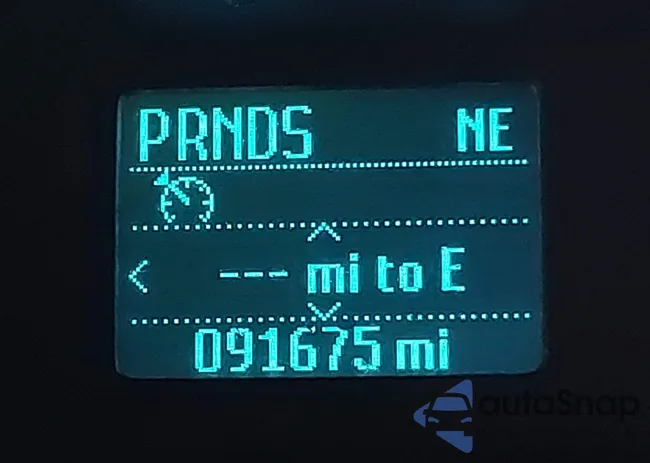 PRNDS NE
< --- mi to E
091675 mi
autoSnap